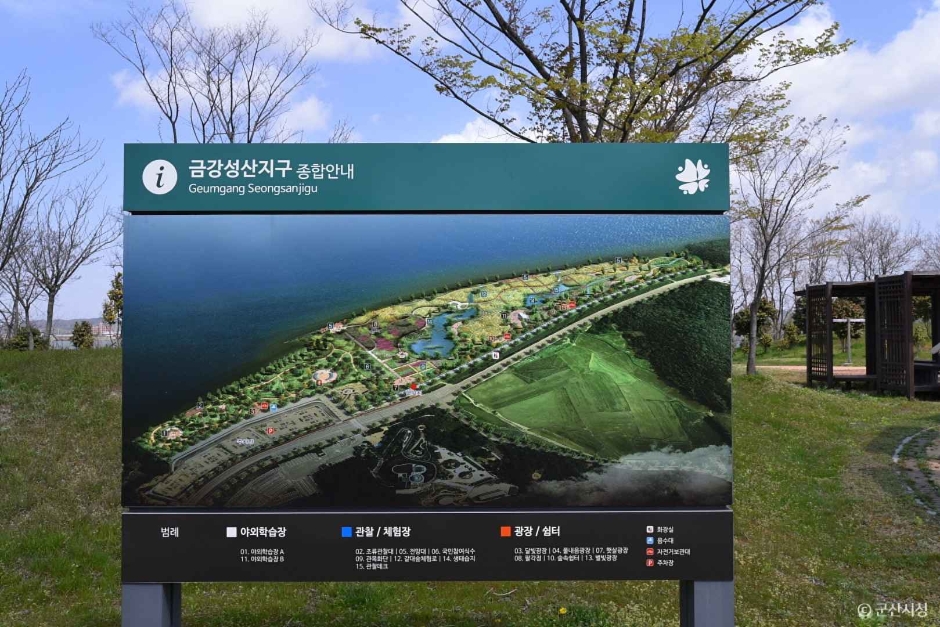 i 금강성산지구 종합안내
Geumgang Seongsanjigu
범례
야외학습장
01. 야외학습장 A
11. 야외학습장 B
관찰 / 체험장
02. 조류관찰대 | 05. 전망대 | 06. 국민참여식수
09. 관목화단 | 12. 갈대숲체험로 | 14. 생태습지
15. 관찰데크
광장 / 쉼터
03. 달빛광장 | 04. 물내음광장 | 07. 햇살광장
08. 팔각정 | 10. 숲속쉼터 | 13. 별빛광장
화장실
음수대
자전거보관대
P 주차장
© 군산시청